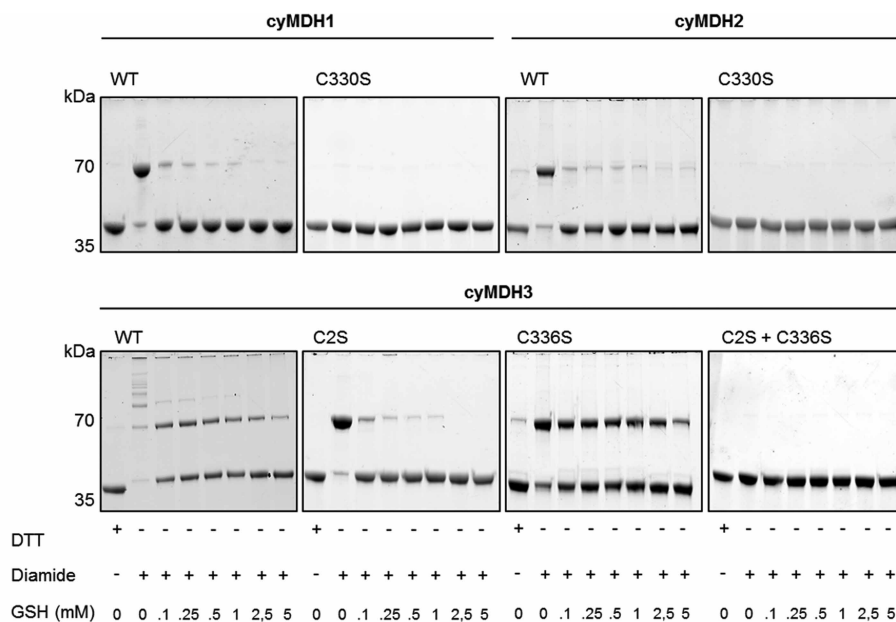 cyMDH1 cyMDH2
WT C330S WT C330S
kDa
70
35
cyMDH3
WT C2S C336S C2S + C336S
kDa
70
35
DTT + - - - - - - - + - - - - - - - + - - - - - - - + - - - - - - -
Diamide - + + + + + + + - + + + + + + + - + + + + + + + - + + + + + + +
GSH (mM) 0 0 .1 .25 .5 1 2,5 5 0 0 .1 .25 .5 1 2,5 5 0 0 .1 .25 .5 1 2,5 5 0 0 .1 .25 .5 1 2,5 5